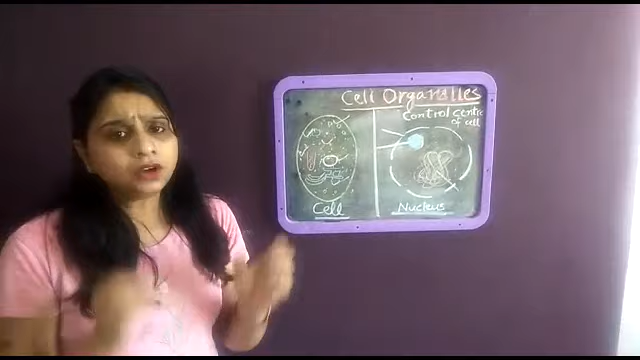 Cell Organelles
Control Centre
of cell
Cell
Nucleus